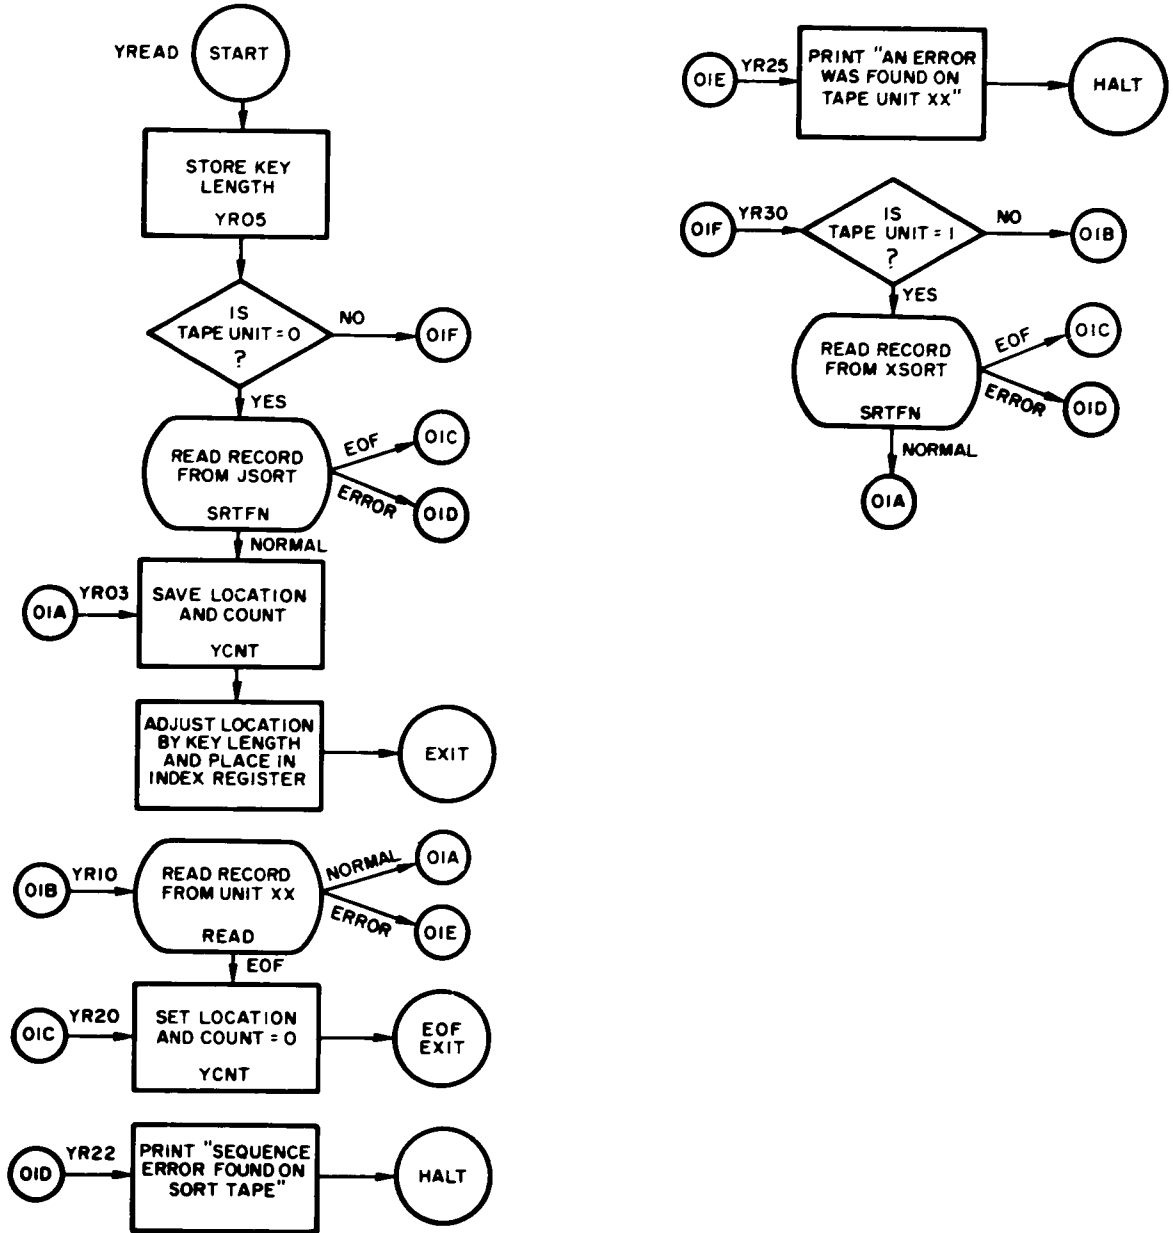 YREAD
START
STORE KEY
LENGTH
YR05
IS
TAPE UNIT = 0
?
NO
01F
YES
READ RECORD
FROM JSORT
SRTFN
EOF
01C
ERROR
01D
NORMAL
01A
YR03
SAVE LOCATION
AND COUNT
YCNT
ADJUST LOCATION
BY KEY LENGTH
AND PLACE IN
INDEX REGISTER
EXIT
01B
YR10
READ RECORD
FROM UNIT XX
READ
NORMAL
01A
ERROR
01E
EOF
01C
YR20
SET LOCATION
AND COUNT = 0
YCNT
EOF
EXIT
01D
YR22
PRINT "SEQUENCE
ERROR FOUND ON
SORT TAPE"
HALT
01E
YR25
PRINT "AN ERROR
WAS FOUND ON
TAPE UNIT XX"
HALT
01F
YR30
IS
TAPE UNIT = 1
?
NO
01B
YES
READ RECORD
FROM XSORT
SRTFN
EOF
01C
ERROR
01D
NORMAL
01A